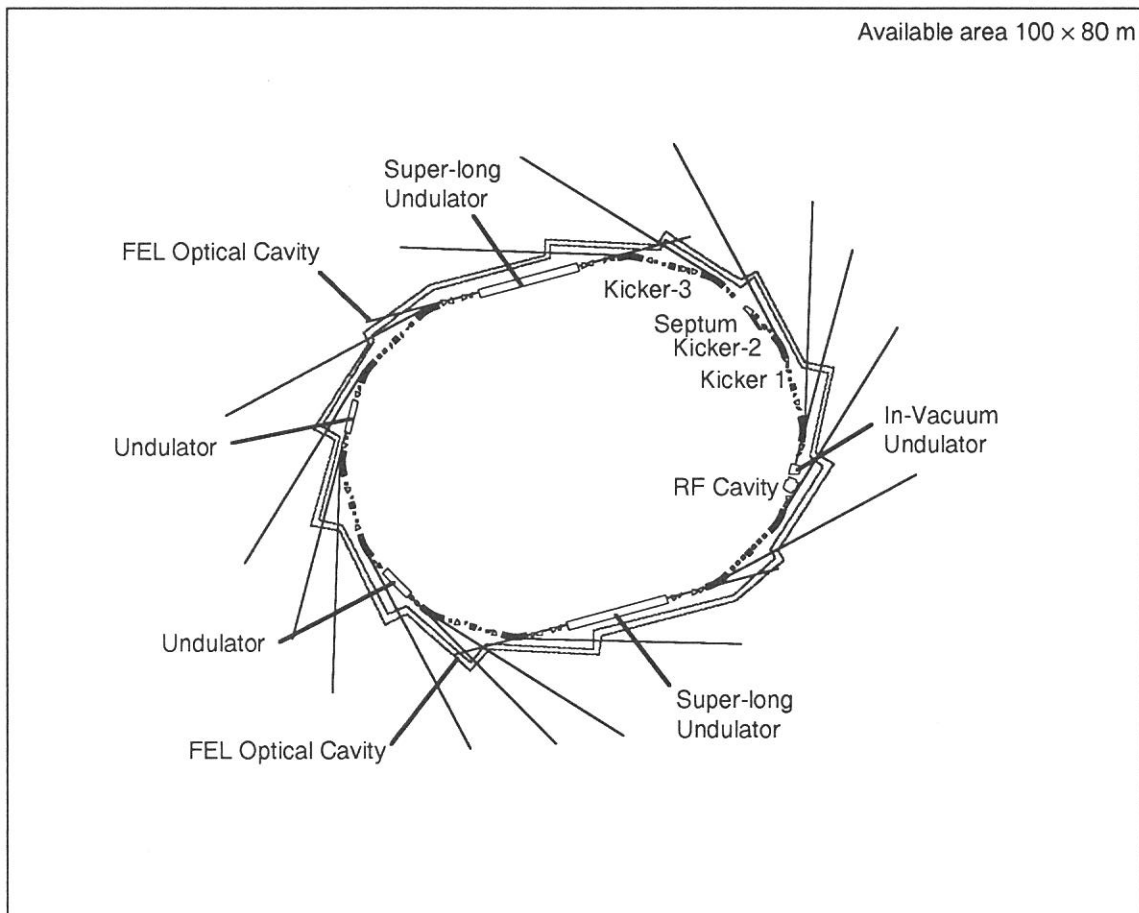 Available area 100 × 80 m
Super-long
Undulator
FEL Optical Cavity
Kicker-3
Septum
Kicker-2
Kicker 1
In-Vacuum
Undulator
Undulator
RF Cavity
Undulator
Super-long
Undulator
FEL Optical Cavity